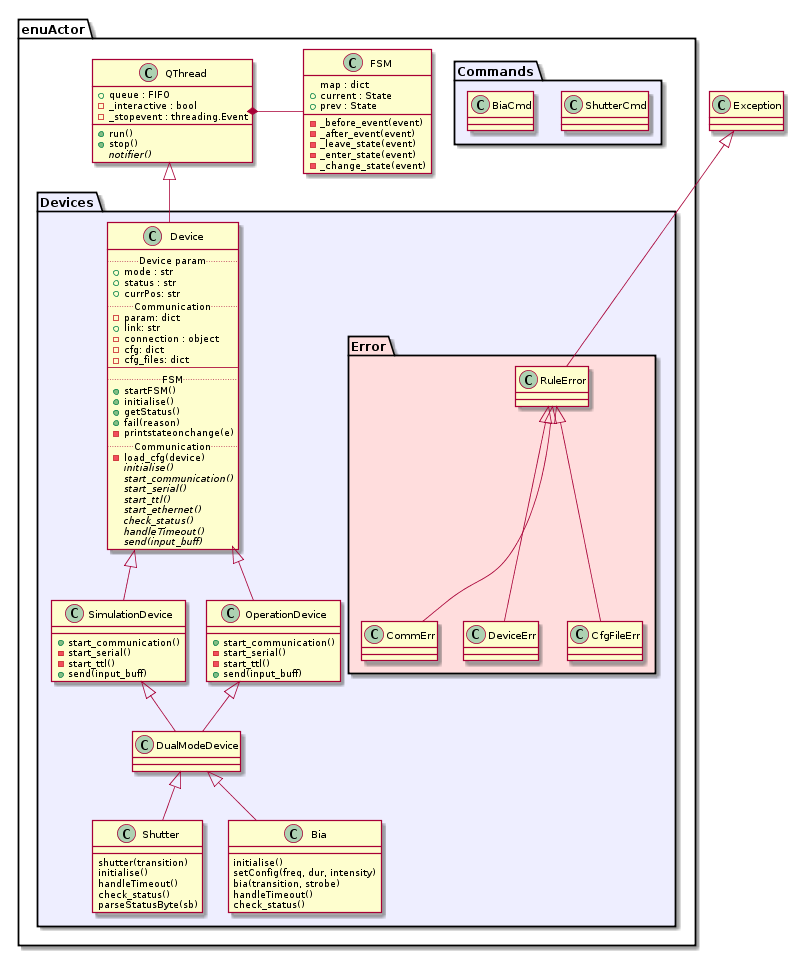 enuActor
C QThread
queue : FIFO
_interactive : bool
_stopevent : threading.Event
run()
stop()
notifier()
C FSM
map : dict
current : State
prev : State
_before_event(event)
_after_event(event)
_leave_state(event)
_enter_state(event)
_change_state(event)
Commands
C BiaCmd
C ShutterCmd
C Exception
Devices
C Device
Device param
mode : str
status : str
currPos: str
Communication
param: dict
link: str
connection : object
cfg: dict
cfg_files: dict
FSM
startFSM()
initialise()
getStatus()
fail(reason)
printstateonchange(e)
Communication
load_cfg(device)
initialise()
start_communication()
start_serial()
start_ttl()
start_ethernet()
check_status()
handleTimeout()
send(input_buff)
Error
C RuleError
C CommErr
C DeviceErr
C CfgFileErr
C SimulationDevice
start_communication()
start_serial()
start_ttl()
send(input_buff)
C OperationDevice
start_communication()
start_serial()
start_ttl()
send(input_buff)
C DualModeDevice
C Shutter
shutter(transition)
initialise()
handleTimeout()
check_status()
parseStatusByte(sb)
C Bia
initialise()
setConfig(freq, dur, intensity)
bia(transition, strobe)
handleTimeout()
check_status()